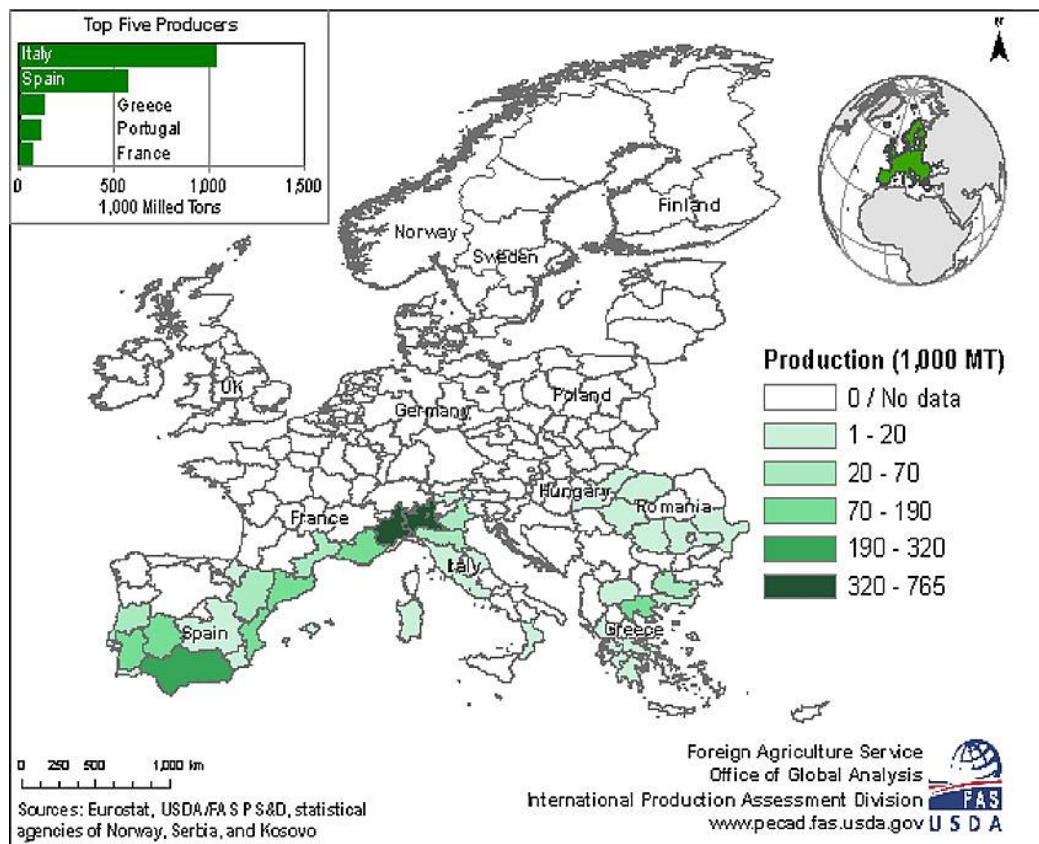 Top Five Producers
Italy
Spain
Greece
Portugal
France
0 500 1,000 1,500
1,000 Milled Tons
N
Norway
Finland
Sweden
UK
Germany
Poland
Hungary
France
Romania
Italy
Spain
Greece
Production (1,000 MT)
0 / No data
1 - 20
20 - 70
70 - 190
190 - 320
320 - 765
0 250 500 1,000 km
Sources: Eurostat, USDA/FAS PS&D, statistical
agencies of Norway, Serbia, and Kosovo
Foreign Agriculture Service
Office of Global Analysis
International Production Assessment Division
www.pecad.fas.usda.gov
FAS
USDA